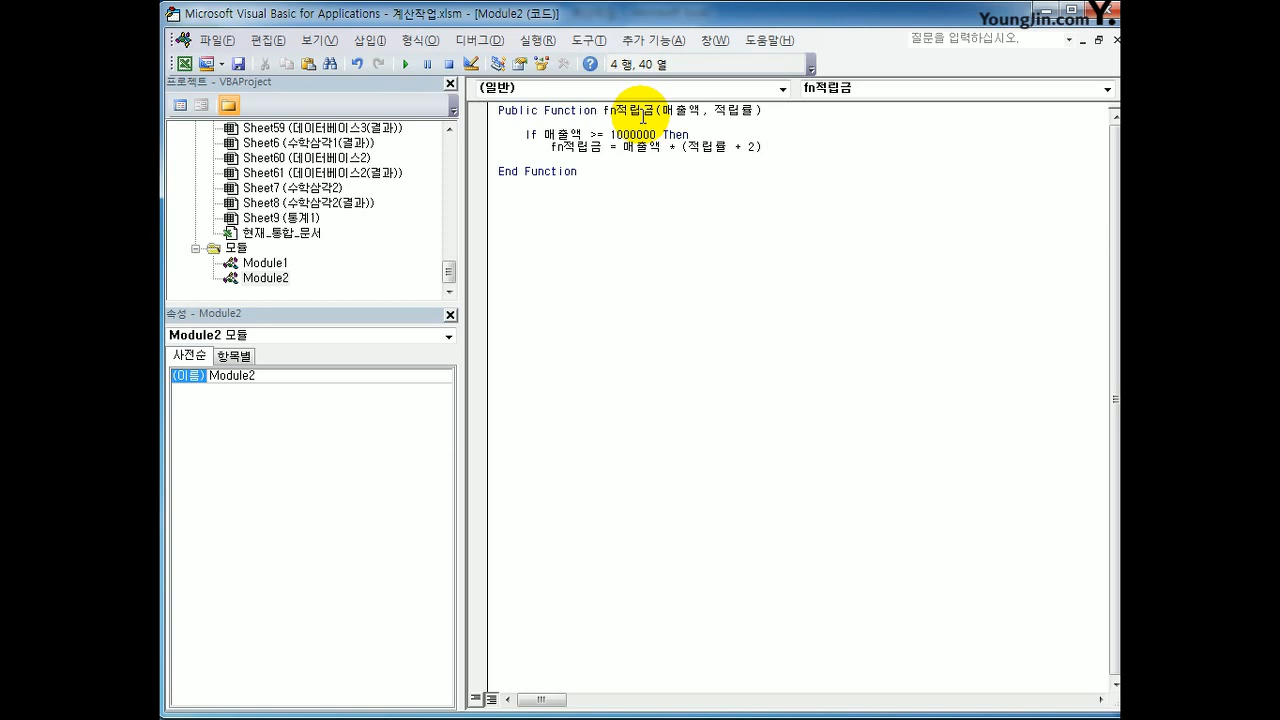 Microsoft Visual Basic for Applications - 계산작업.xlsm - [Module2 (코드)]
YoungJin.com Y.
파일(F) 편집(E) 보기(V) 삽입(I) 형식(O) 디버그(D) 실행(R) 도구(T) 추가 기능(A) 창(W) 도움말(H) 질문을 입력하십시오.
4 행, 40 열
프로젝트 - VBAProject
(일반) fn적립금
Sheet59 (데이터베이스3(결과))
Sheet6 (수학삼각1(결과))
Sheet60 (데이터베이스2)
Sheet61 (데이터베이스2(결과))
Sheet7 (수학삼각2)
Sheet8 (수학삼각2(결과))
Sheet9 (통계1)
현재_통합_문서
모듈
Module1
Module2
속성 - Module2
Module2 모듈
사전순 항목별
(이름) Module2
Public Function fn적립금(매출액, 적립률)
If 매출액 >= 1000000 Then
fn적립금 = 매출액 * (적립률 + 2)
End Function